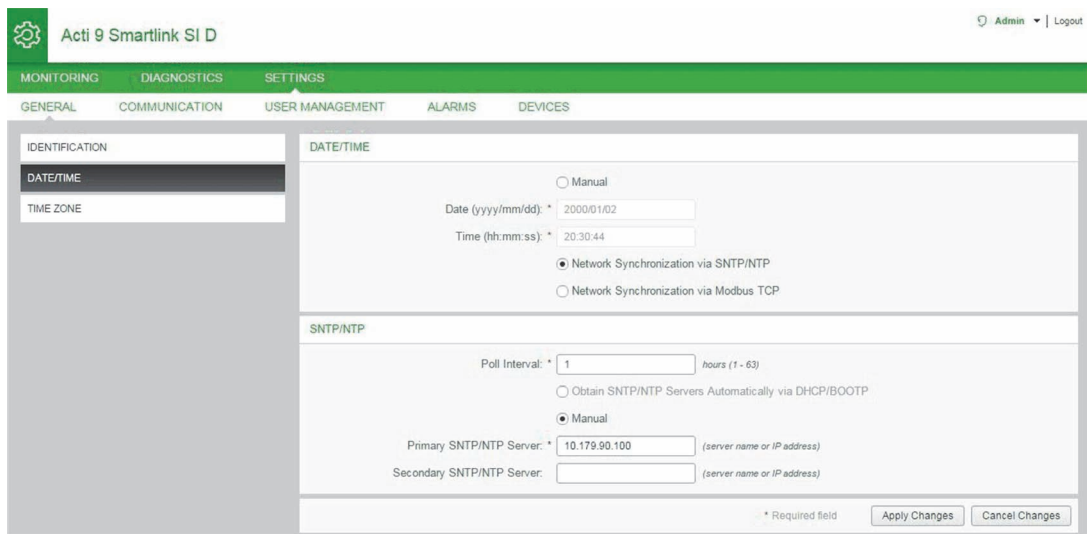 Admin | Logout
Acti 9 Smartlink SI D
MONITORING DIAGNOSTICS SETTINGS
GENERAL COMMUNICATION USER MANAGEMENT ALARMS DEVICES
IDENTIFICATION
DATE/TIME
TIME ZONE
DATE/TIME
Manual
Date (yyyy/mm/dd): * 2000/01/02
Time (hh:mm:ss): * 20:30:44
Network Synchronization via SNTP/NTP
Network Synchronization via Modbus TCP
SNTP/NTP
Poll Interval: * 1 hours (1 - 63)
Obtain SNTP/NTP Servers Automatically via DHCP/BOOTP
Manual
Primary SNTP/NTP Server: * 10.179.90.100 (server name or IP address)
Secondary SNTP/NTP Server: (server name or IP address)
* Required field Apply Changes Cancel Changes